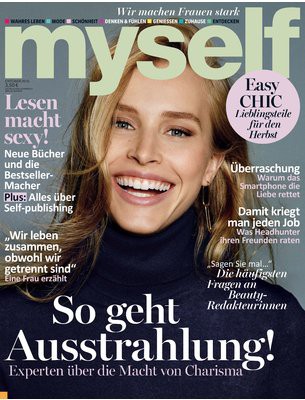 Wir machen Frauen stark
WAHRES LEBEN MODE SCHÖNHEIT DENKEN & FÜHLEN GENIESSEN ZUHAUSE ENTDECKEN
myself
Lesen
macht
sexy!
Neue Bücher
und die
Bestseller-
Macher
Plus: Alles über
Self-publishing
„Wir leben
zusammen,
obwohl wir
getrennt sind“
Eine Frau erzählt
Easy
CHIC
Lieblingsteile
für den
Herbst
Überraschung
Warum das
Smartphone die
Liebe rettet
Damit kriegt
man jeden Job
Was Headhunter
ihren Freunden raten
„Sagen Sie mal...“
Die häufigsten
Fragen an
Beauty-
Redakteurinnen
So geht
Ausstrahlung!
Experten über die Macht von Charisma